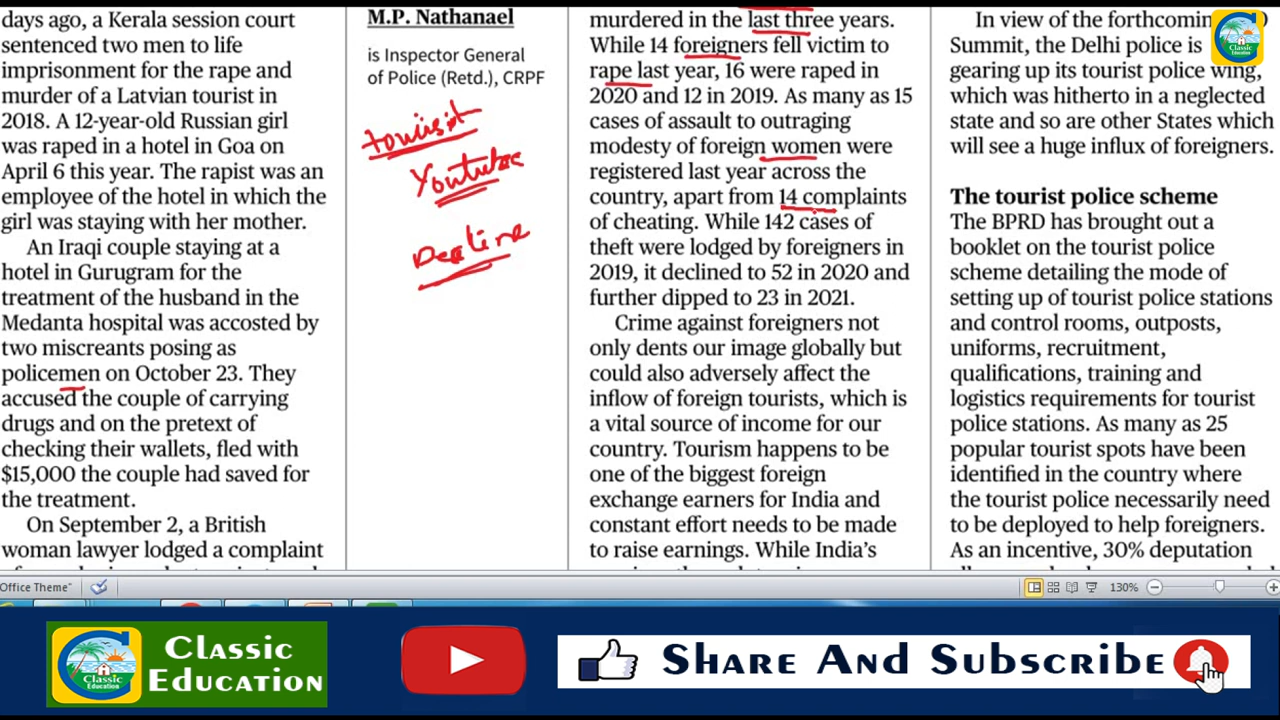 days ago, a Kerala session court
sentenced two men to life
imprisonment for the rape and
murder of a Latvian tourist in
2018. A 12-year-old Russian girl
was raped in a hotel in Goa on
April 6 this year. The rapist was an
employee of the hotel in which the
girl was staying with her mother.
An Iraqi couple staying at a
hotel in Gurugram for the
treatment of the husband in the
Medanta hospital was accosted by
two miscreants posing as
policemen on October 23. They
accused the couple of carrying
drugs and on the pretext of
checking their wallets, fled with
$15,000 the couple had saved for
the treatment.
On September 2, a British
woman lawyer lodged a complaint
M.P. Nathanael
is Inspector General
of Police (Retd.), CRPF
tourist
Youtube
Decline
murdered in the last three years.
While 14 foreigners fell victim to
rape last year, 16 were raped in
2020 and 12 in 2019. As many as 15
cases of assault to outraging
modesty of foreign women were
registered last year across the
country, apart from 14 complaints
of cheating. While 142 cases of
theft were lodged by foreigners in
2019, it declined to 52 in 2020 and
further dipped to 23 in 2021.
Crime against foreigners not
only dents our image globally but
could also adversely affect the
inflow of foreign tourists, which is
a vital source of income for our
country. Tourism happens to be
one of the biggest foreign
exchange earners for India and
constant effort needs to be made
to raise earnings. While India's
In view of the
Summit, the Delhi police is
gearing up its tourist police wing,
which was hitherto in a neglected
state and so are other States which
will see a huge influx of foreigners.
The tourist police scheme
The BPRD has brought out a
booklet on the tourist police
scheme detailing the mode of
setting up of tourist police stations
and control rooms, outposts,
uniforms, recruitment,
qualifications, training and
logistics requirements for tourist
police stations. As many as 25
popular tourist spots have been
identified in the country where
the tourist police necessarily need
to be deployed to help foreigners.
As an incentive, 30% deputation
Classic
Education
Office Theme"
130%
Classic
Education
Classic
Education
Share And Subscribe